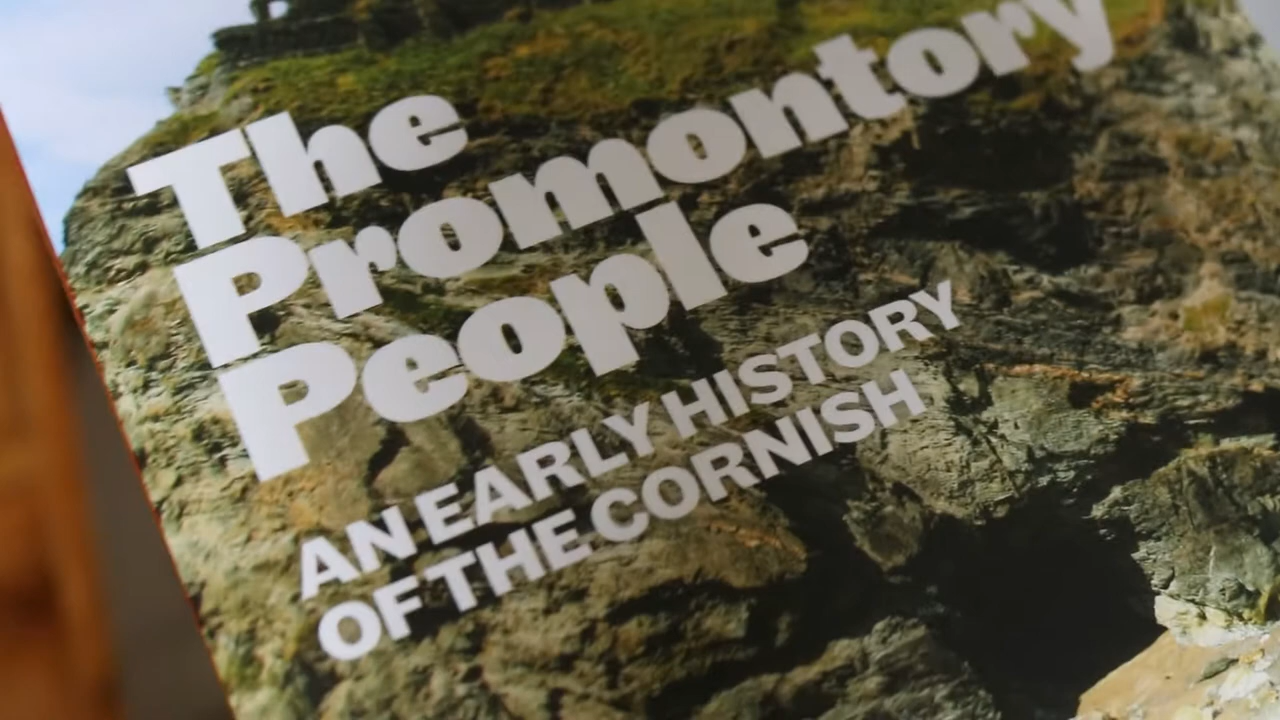 The
Promontory
People
AN EARLY HISTORY
OF THE CORNISH